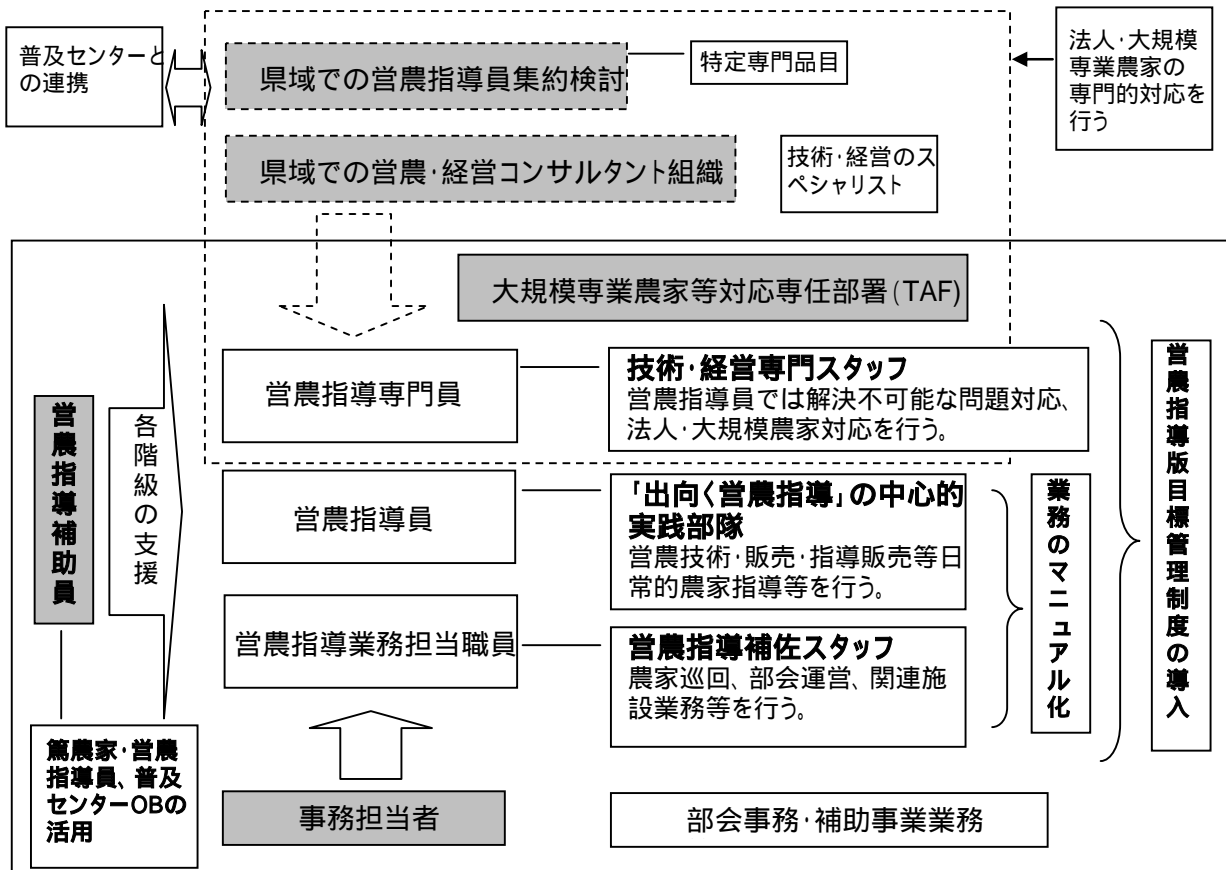 普及センターと
の連携
県域での営農指導員集約検討
特定専門品目
法人・大規模
専業農家の
専門的対応を
行う
県域での営農・経営コンサルタント組織
技術・経営のス
ペシャリスト
大規模専業農家等対応専任部署(TAF)
営農指導専門員
技術・経営専門スタッフ
営農指導員では解決不可能な問題対応、
法人・大規模農家対応を行う。
営農指導補助員
各階級の支援
営農指導員
「出向く営農指導」の中心的
実践部隊
営農技術・販売・指導販売等日
常的農家指導等を行う。
営農指導業務担当職員
営農指導補佐スタッフ
農家巡回、部会運営、関連施
設業務等を行う。
業務のマニュアル化
営農指導版目標管理制度の導入
篤農家・営農
指導員、普及
センターOBの
活用
事務担当者
部会事務・補助事業業務